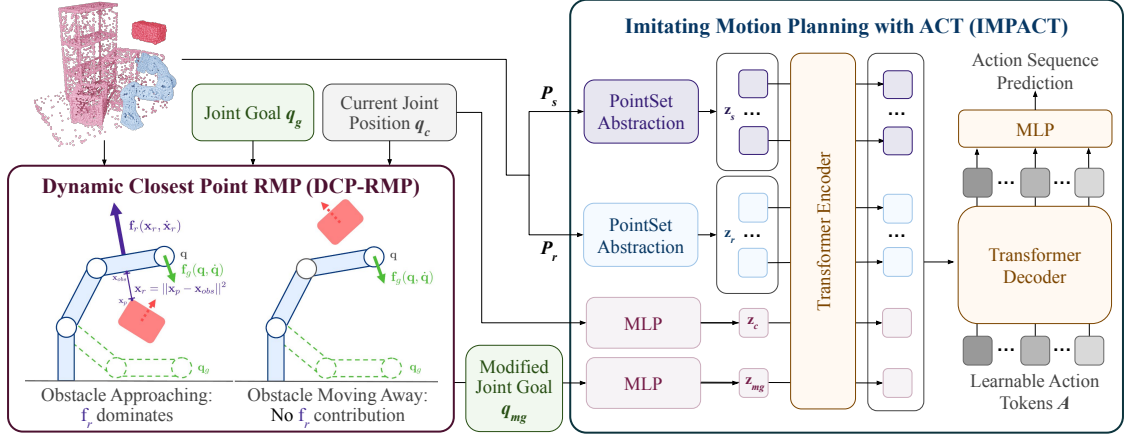 Joint Goal q_g
Current Joint
Position q_c
Dynamic Closest Point RMP (DCP-RMP)
f_r(x_r, ẋ_r)
q
f_g(q, q̇)
x_obs
x_r = ||x_p − x_obs||²
x_p
q_g
Obstacle Approaching:
f_r dominates
q
f_g(q, q̇)
q_g
Obstacle Moving Away:
No f_r contribution
Modified
Joint Goal
q_mg
Imitating Motion Planning with ACT (IMPACT)
P_s
PointSet
Abstraction
z_s
...
...
P_r
PointSet
Abstraction
z_r
...
...
MLP
z_c
MLP
z_mg
Transformer Encoder
Action Sequence
Prediction
MLP
... ...
Transformer
Decoder
... ...
Learnable Action
Tokens A